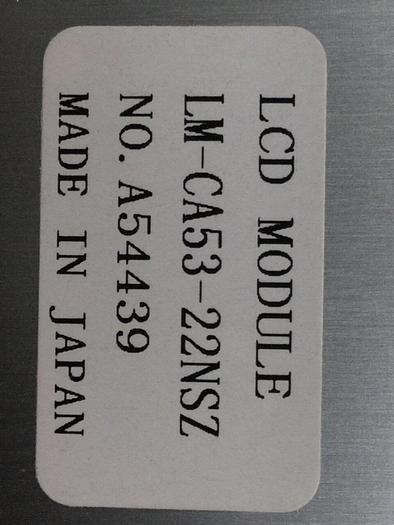 LCD MODULE
LM-CA53-22NSZ
NO. A54439
MADE IN JAPAN